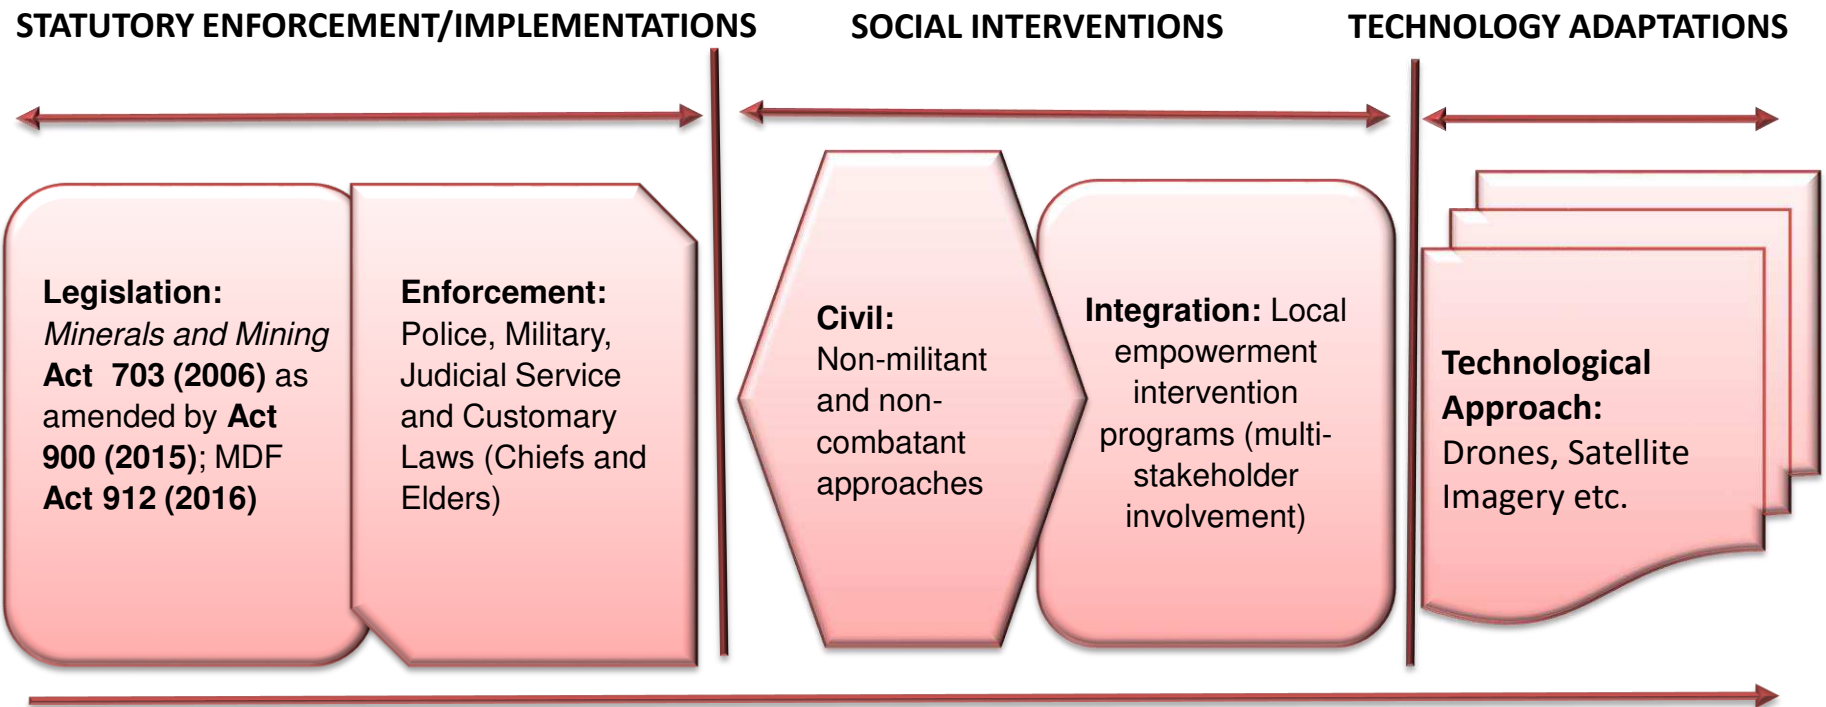 STATUTORY ENFORCEMENT/IMPLEMENTATIONS
SOCIAL INTERVENTIONS
TECHNOLOGY ADAPTATIONS
Legislation:
Minerals and Mining
Act 703 (2006) as
amended by Act
900 (2015); MDF
Act 912 (2016)
Enforcement:
Police, Military,
Judicial Service
and Customary
Laws (Chiefs and
Elders)
Civil:
Non-militant
and non-
combatant
approaches
Integration: Local
empowerment
intervention
programs (multi-
stakeholder
involvement)
Technological
Approach:
Drones, Satellite
Imagery etc.